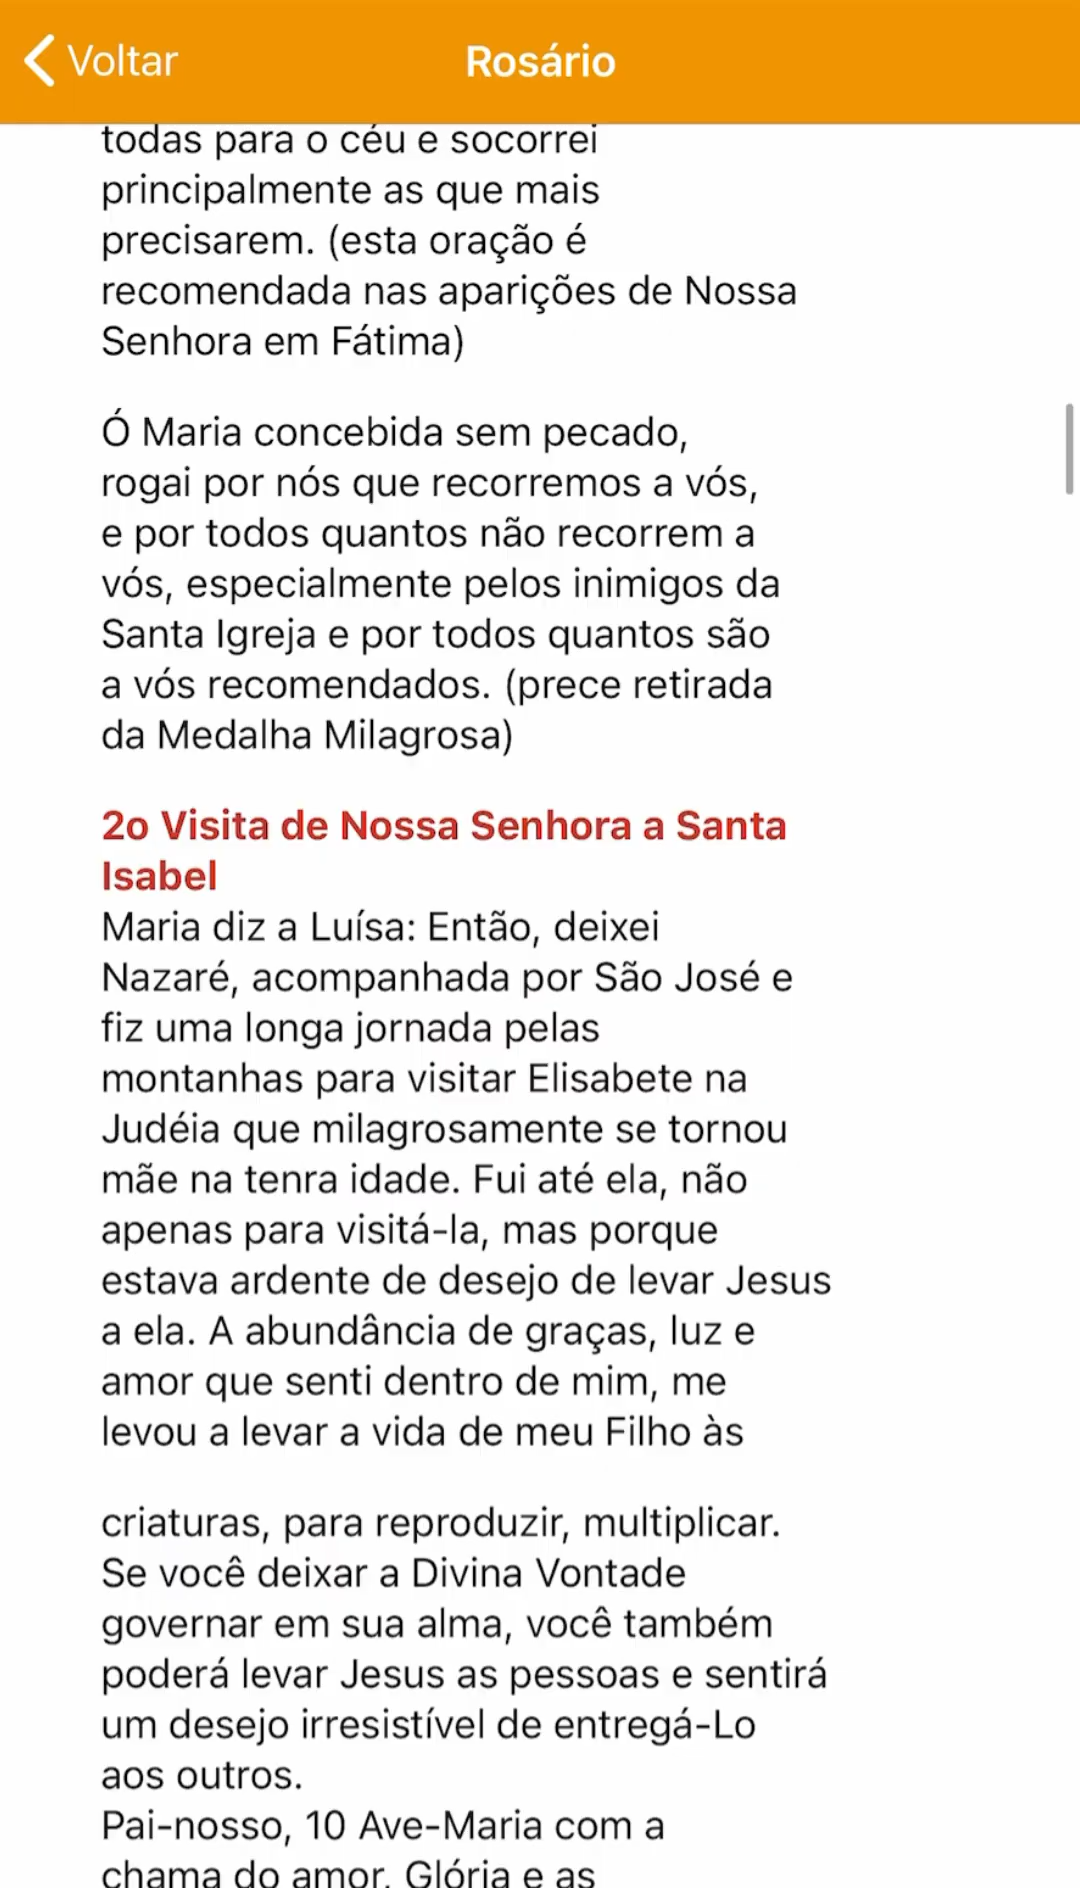 Voltar
Rosário
todas para o céu e socorrei
principalmente as que mais
precisarem. (esta oração é
recomendada nas aparições de Nossa
Senhora em Fátima)
Ó Maria concebida sem pecado,
rogai por nós que recorremos a vós,
e por todos quantos não recorrem a
vós, especialmente pelos inimigos da
Santa Igreja e por todos quantos são
a vós recomendados. (prece retirada
da Medalha Milagrosa)
2o Visita de Nossa Senhora a Santa
Isabel
Maria diz a Luísa: Então, deixei
Nazaré, acompanhada por São José e
fiz uma longa jornada pelas
montanhas para visitar Elisabete na
Judéia que milagrosamente se tornou
mãe na tenra idade. Fui até ela, não
apenas para visitá-la, mas porque
estava ardente de desejo de levar Jesus
a ela. A abundância de graças, luz e
amor que senti dentro de mim, me
levou a levar a vida de meu Filho às
criaturas, para reproduzir, multiplicar.
Se você deixar a Divina Vontade
governar em sua alma, você também
poderá levar Jesus as pessoas e sentirá
um desejo irresistível de entregá-Lo
aos outros.
Pai-nosso, 10 Ave-Maria com a
chama do amor, Glória e as